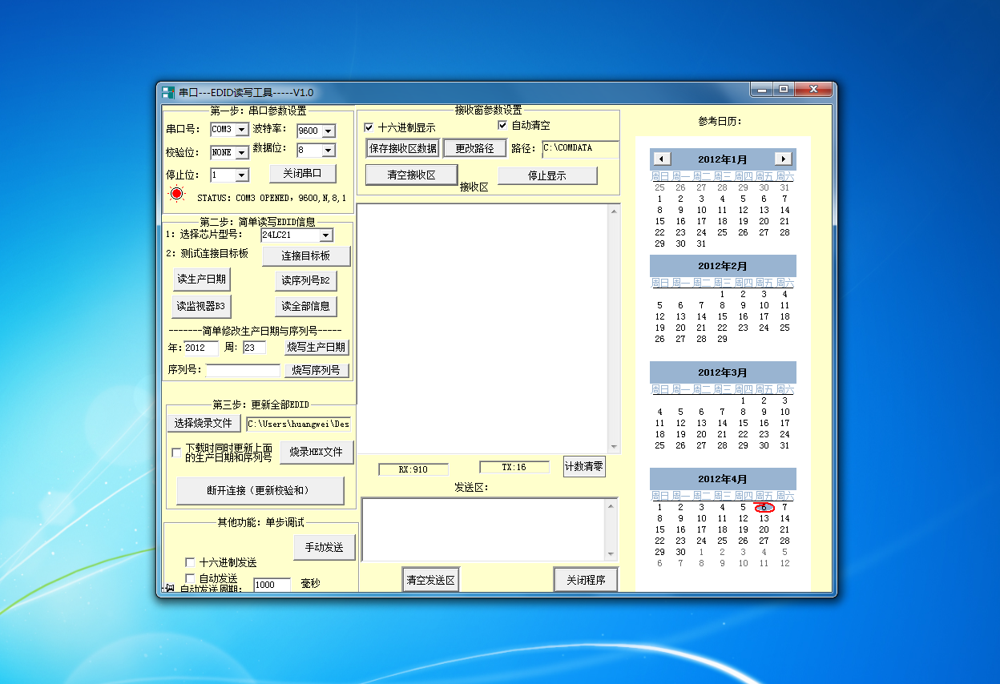 串口---EDID读写工具-----V1.0
第一步: 串口参数设置
串口号: COM3 波特率: 9600
校验位: NONE 数据位: 8
停止位: 1 关闭串口
STATUS: COM3 OPENED, 9600,N,8,1
第二步: 简单读写EDID信息
1: 选择芯片型号: 24LC21
2: 测试连接目标板 连接目标板
读生产日期 读序列号B2
读监视器B3 读全部信息
-------简单修改生产日期与序列号-----
年: 2012 周: 23 烧写生产日期
序列号: 烧写序列号
第三步: 更新全部EDID
选择烧录文件 C:\Users\huangwei\Des
下载时同时更新上面
的生产日期和序列号 烧录HEX文件
断开连接(更新校验和)
其他功能: 单步调试
手动发送
十六进制发送
自动发送
自动发送周期: 1000 毫秒
接收窗参数设置
十六进制显示 自动清空
保存接收区数据 更改路径 路径: C:\COMDATA
清空接收区 停止显示
接收区
RX:910 TX:16 计数清零
发送区:
清空发送区 关闭程序
参考日历:
2012年1月
周日 周一 周二 周三 周四 周五 周六
25 26 27 28 29 30 31
1 2 3 4 5 6 7
8 9 10 11 12 13 14
15 16 17 18 19 20 21
22 23 24 25 26 27 28
29 30 31
2012年2月
周日 周一 周二 周三 周四 周五 周六
1 2 3 4
5 6 7 8 9 10 11
12 13 14 15 16 17 18
19 20 21 22 23 24 25
26 27 28 29
2012年3月
周日 周一 周二 周三 周四 周五 周六
1 2 3
4 5 6 7 8 9 10
11 12 13 14 15 16 17
18 19 20 21 22 23 24
25 26 27 28 29 30 31
2012年4月
周日 周一 周二 周三 周四 周五 周六
1 2 3 4 5 6 7
8 9 10 11 12 13 14
15 16 17 18 19 20 21
22 23 24 25 26 27 28
29 30 1 2 3 4 5
6 7 8 9 10 11 12